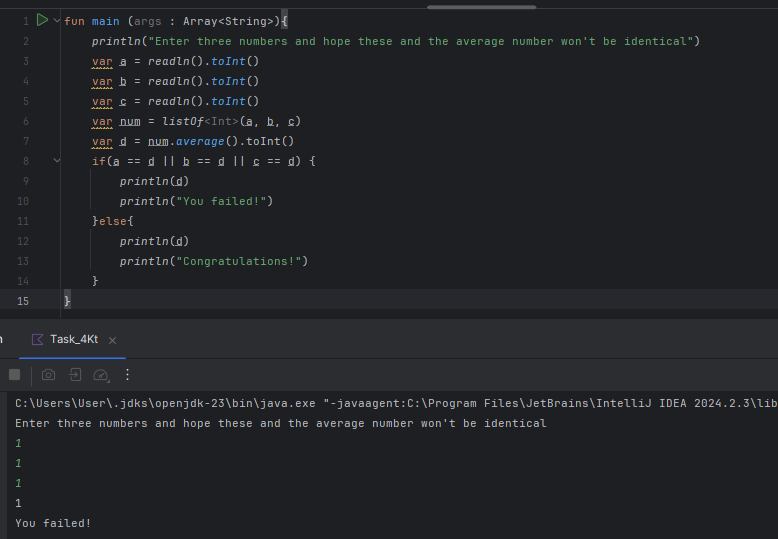 1 fun main (args : Array<String>){
2 println("Enter three numbers and hope these and the average number won't be identical")
3 var a = readln().toInt()
4 var b = readln().toInt()
5 var c = readln().toInt()
6 var num = listOf<Int>(a, b, c)
7 var d = num.average().toInt()
8 if(a == d || b == d || c == d) {
9 println(d)
10 println("You failed!")
11 }else{
12 println(d)
13 println("Congratulations!")
14 }
15 }
Task_4Kt
C:\Users\User\.jdks\openjdk-23\bin\java.exe "-javaagent:C:\Program Files\JetBrains\IntelliJ IDEA 2024.2.3\lib
Enter three numbers and hope these and the average number won't be identical
1
1
1
1
You failed!